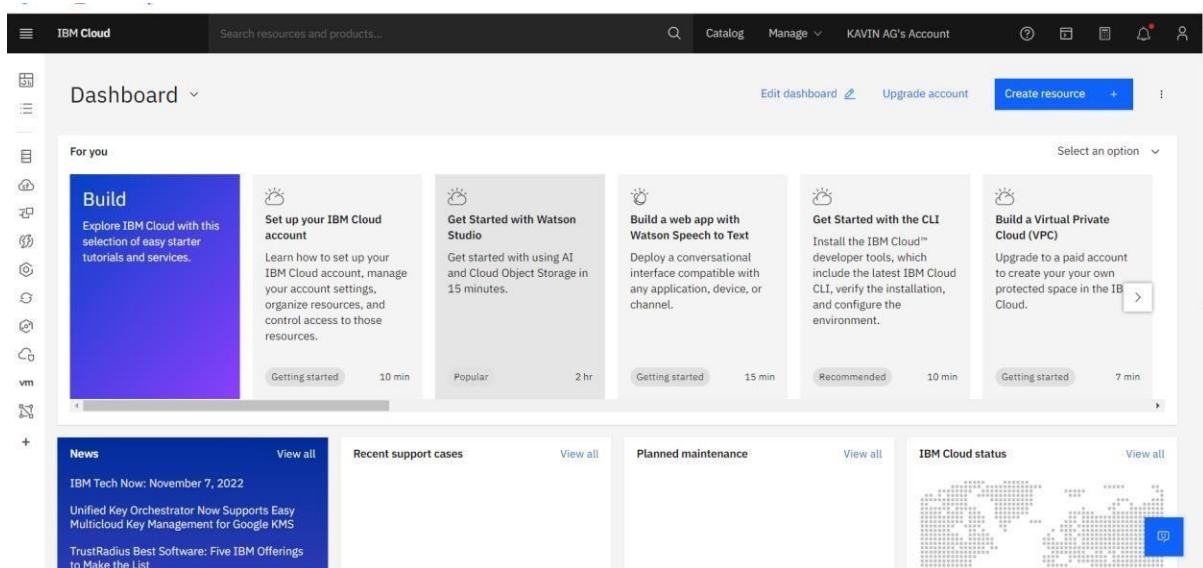 IBM Cloud
Search resources and products...
Catalog
Manage
KAVIN AG's Account
Dashboard
Edit dashboard
Upgrade account
Create resource +
For you
Select an option
Build
Explore IBM Cloud with this
selection of easy starter
tutorials and services.
Set up your IBM Cloud
account
Learn how to set up your
IBM Cloud account, manage
your account settings,
organize resources, and
control access to those
resources.
Getting started
10 min
Get Started with Watson
Studio
Get started with using AI
and Cloud Object Storage in
15 minutes.
Popular
2 hr
Build a web app with
Watson Speech to Text
Deploy a conversational
interface compatible with
any application, device, or
channel.
Getting started
15 min
Get Started with the CLI
Install the IBM Cloud™
developer tools, which
include the latest IBM Cloud
CLI, verify the installation,
and configure the
environment.
Recommended
10 min
Build a Virtual Private
Cloud (VPC)
Upgrade to a paid account
to create your your own
protected space in the IB
Cloud.
Getting started
7 min
vm
News
View all
IBM Tech Now: November 7, 2022
Unified Key Orchestrator Now Supports Easy
Multicloud Key Management for Google KMS
TrustRadius Best Software: Five IBM Offerings
to Make the List
Recent support cases
View all
Planned maintenance
View all
IBM Cloud status
View all